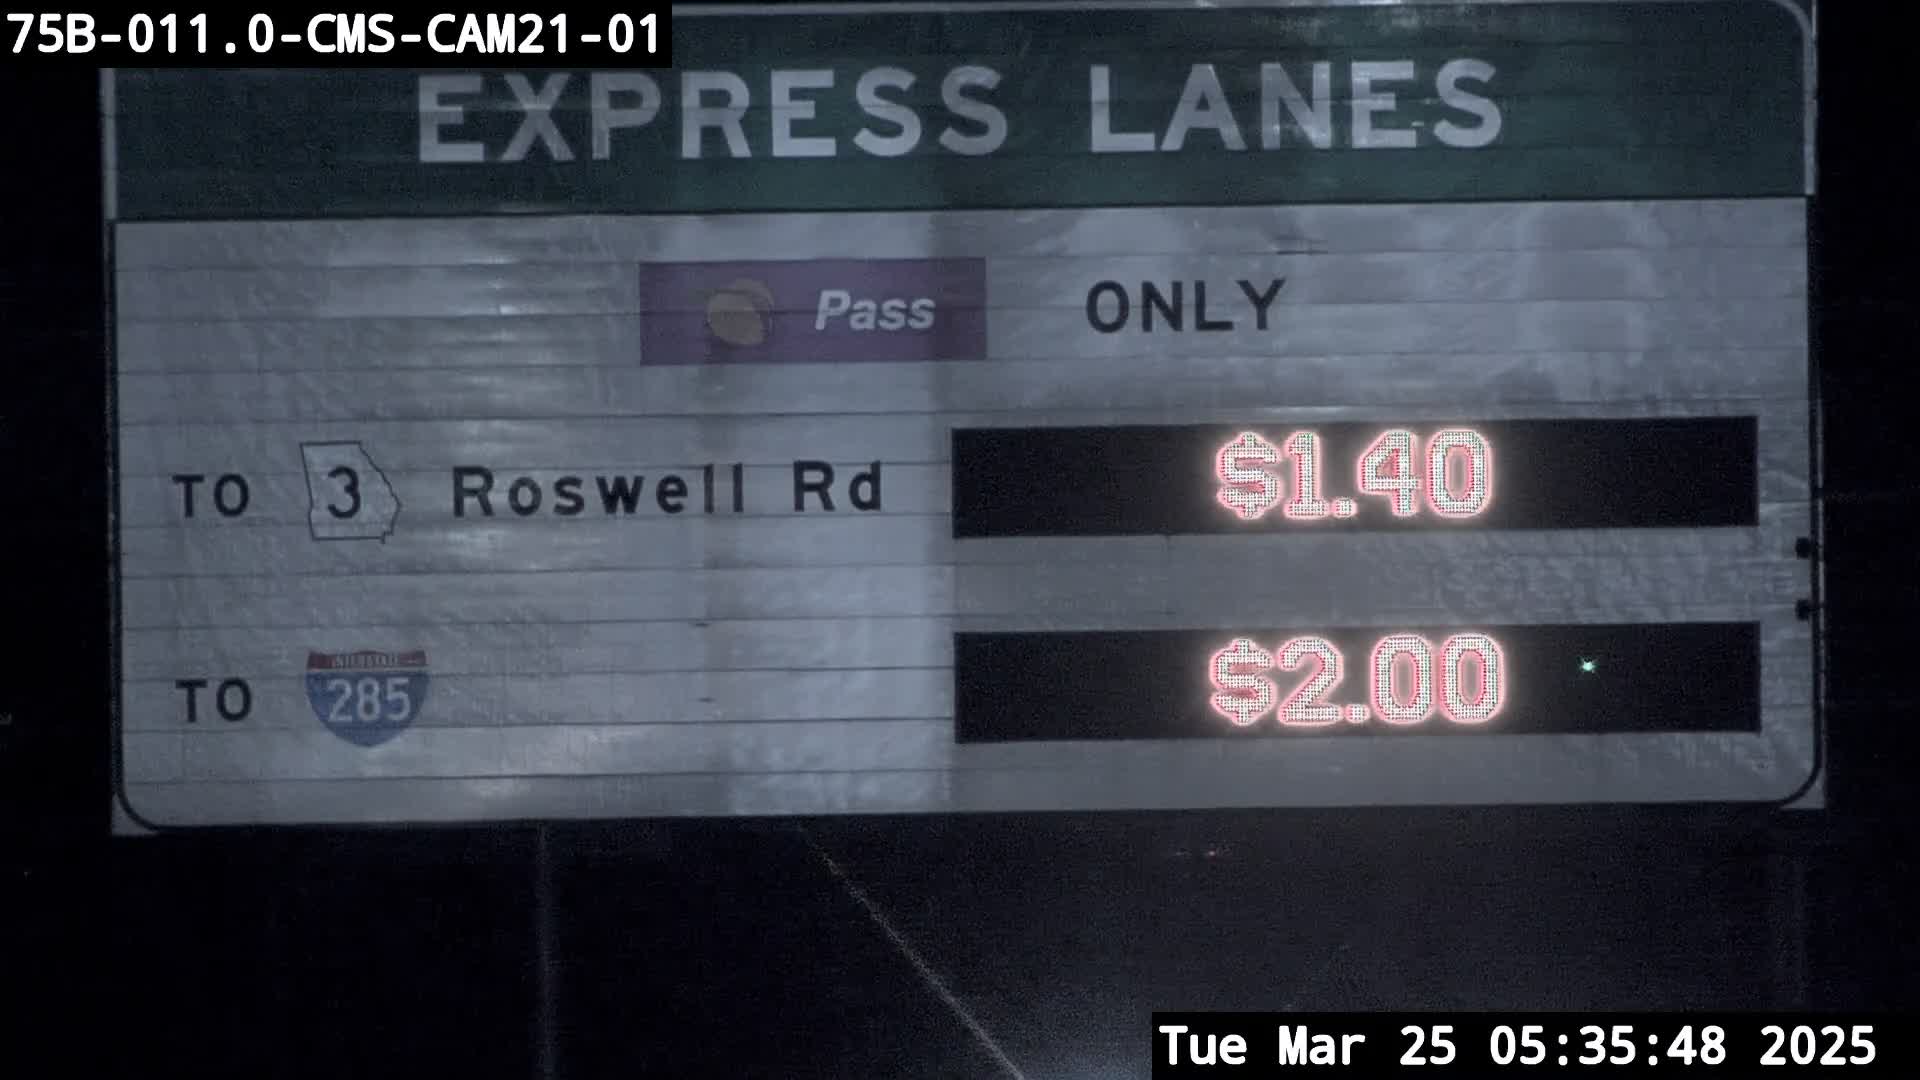 75B-011.0-CMS-CAM21-01
EXPRESS LANES
Pass ONLY
TO 3 Roswell Rd $1.40
INTERSTATE
TO 285 $2.00
Tue Mar 25 05:35:48 2025